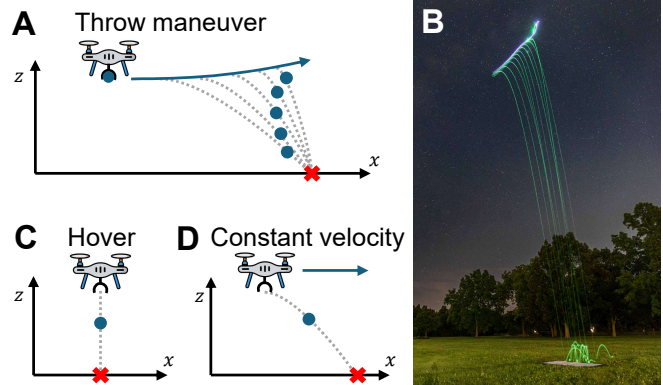 A Throw maneuver
z
x
B
C Hover
z
x
D Constant velocity
z
x